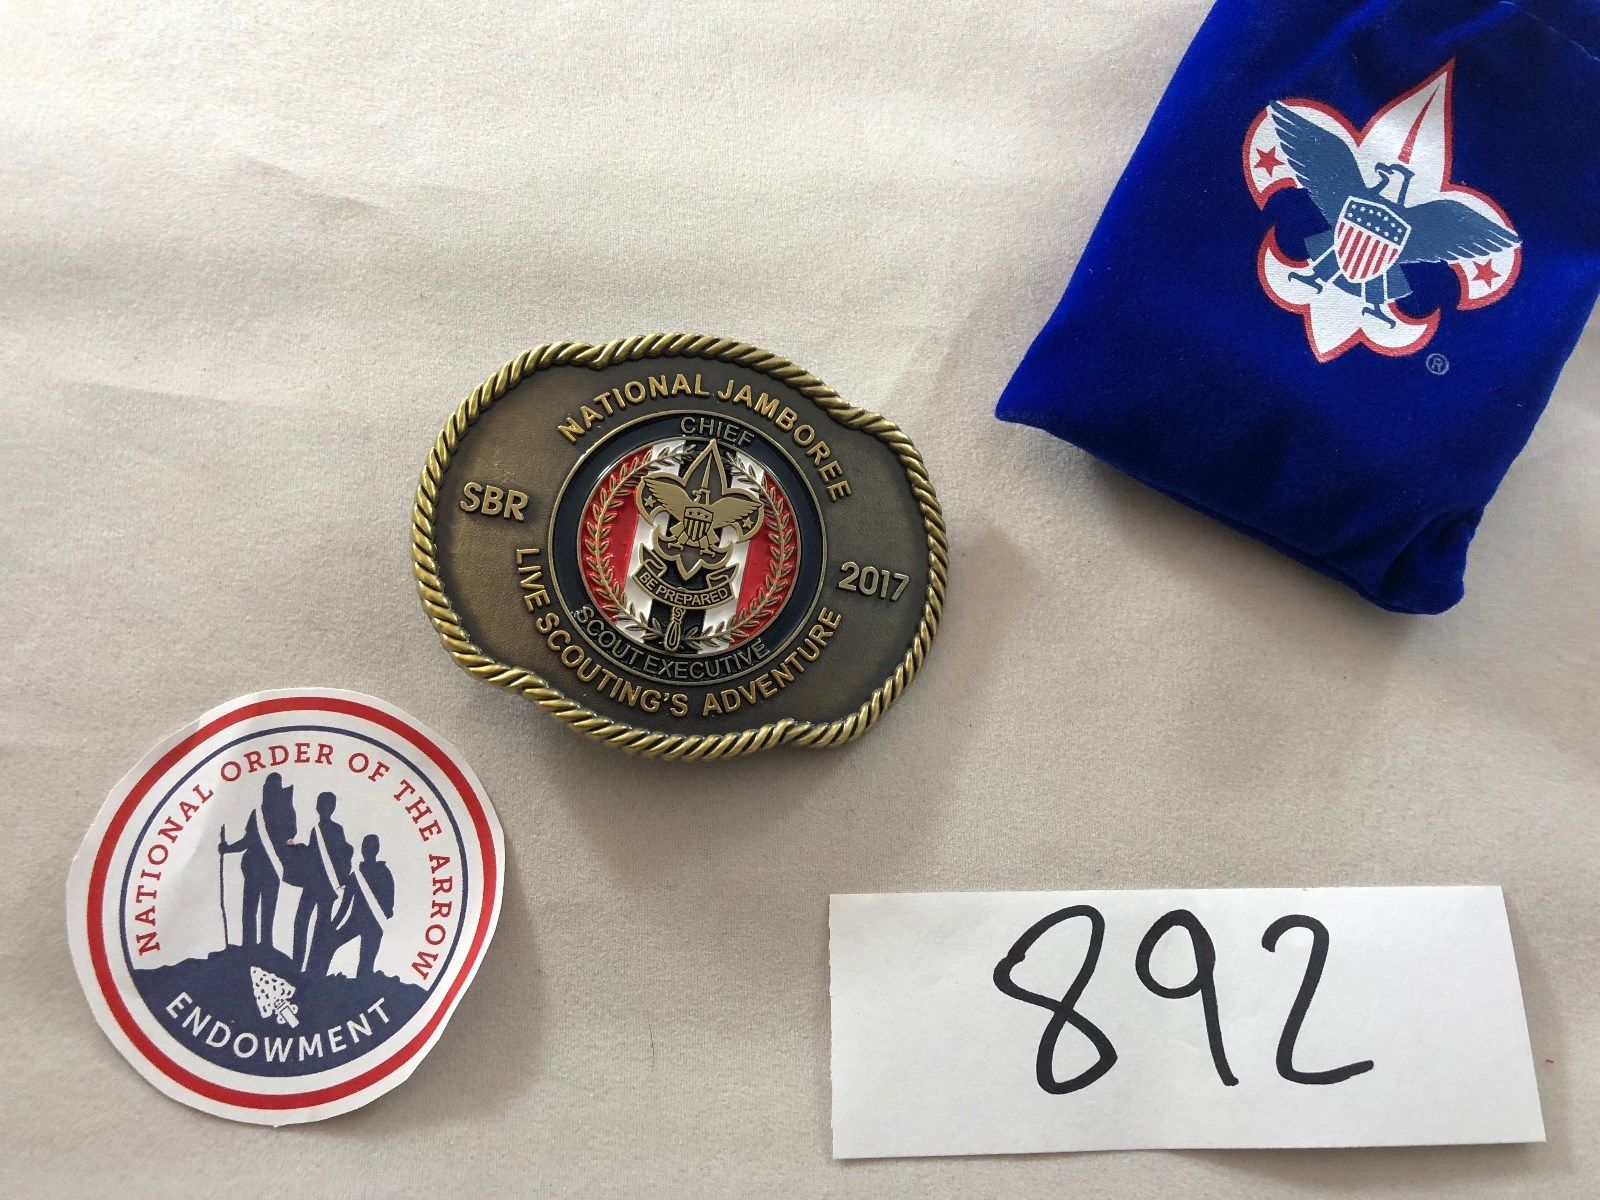 ®
NATIONAL JAMBOREE
CHIEF
SBR
2017
BE PREPARED
SCOUT EXECUTIVE
LIVE SCOUTING'S ADVENTURE
NATIONAL ORDER OF THE ARROW
ENDOWMENT
892